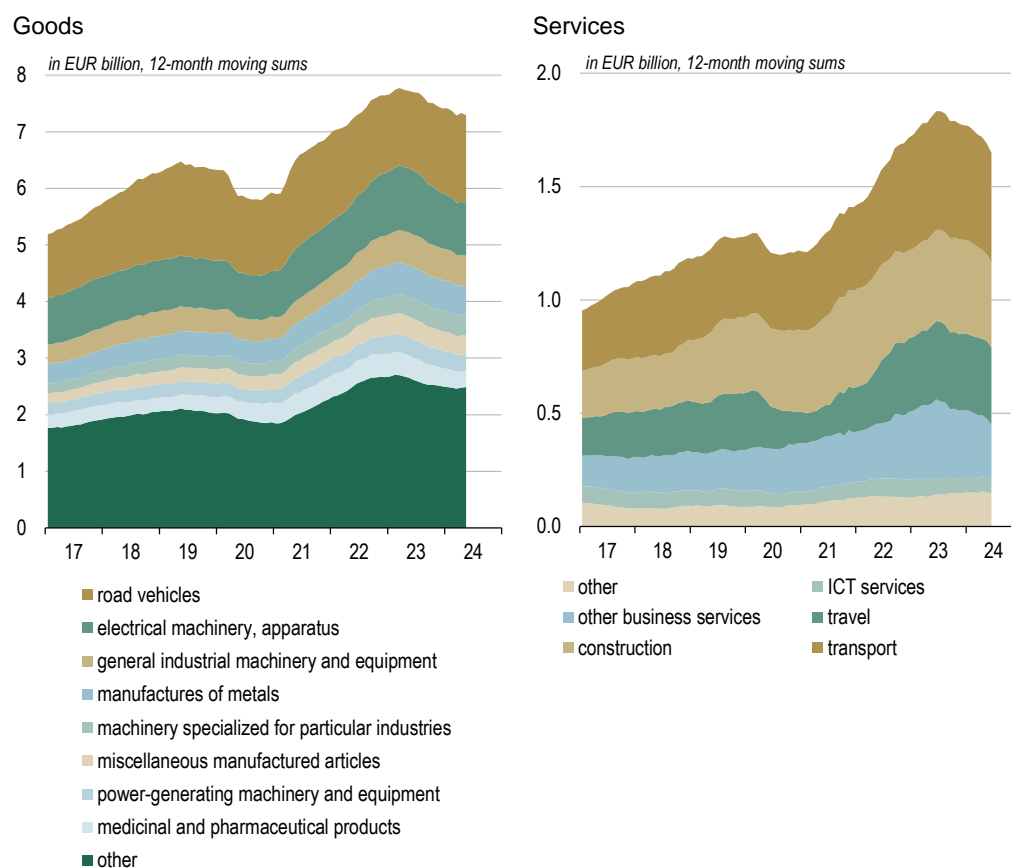 Goods
in EUR billion, 12-month moving sums
8
7
6
5
4
3
2
1
0
17 18 19 20 21 22 23 24
road vehicles
electrical machinery, apparatus
general industrial machinery and equipment
manufactures of metals
machinery specialized for particular industries
miscellaneous manufactured articles
power-generating machinery and equipment
medicinal and pharmaceutical products
other
Services
in EUR billion, 12-month moving sums
2.0
1.5
1.0
0.5
0.0
17 18 19 20 21 22 23 24
other ICT services
other business services travel
construction transport